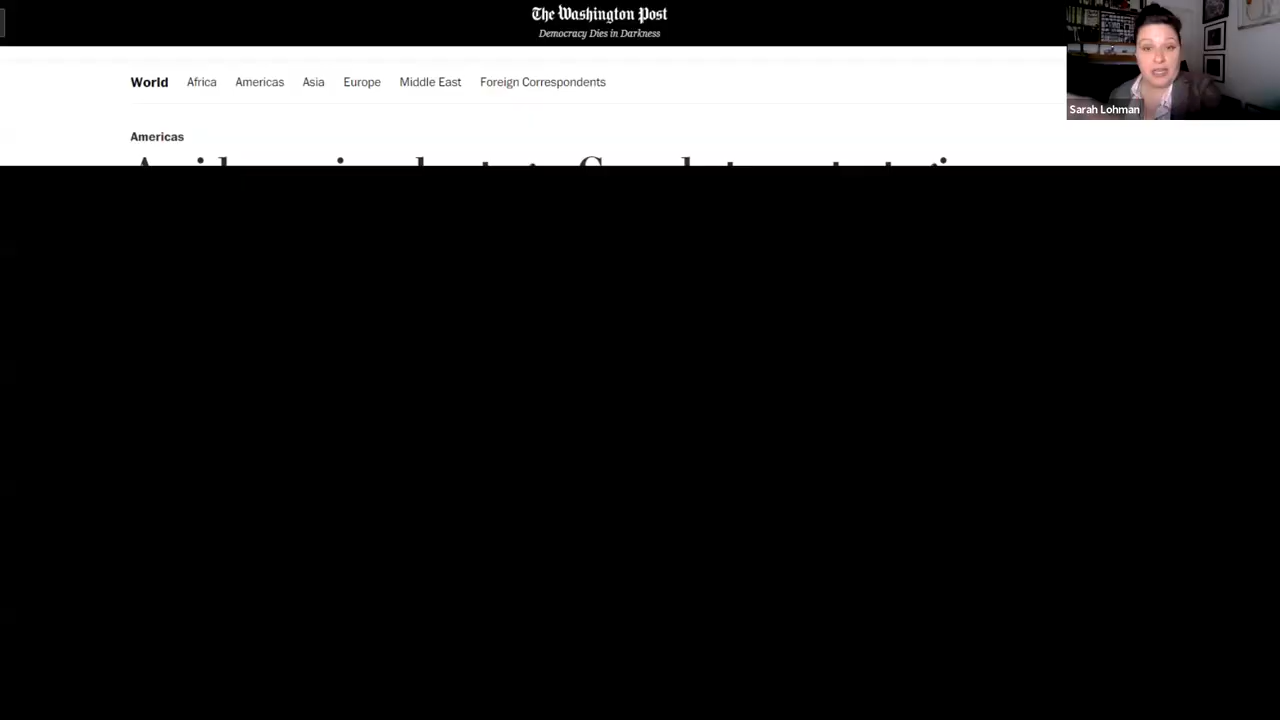 The Washington Post
Democracy Dies in Darkness
World Africa Americas Asia Europe Middle East Foreign Correspondents
Sarah Lohman
Americas